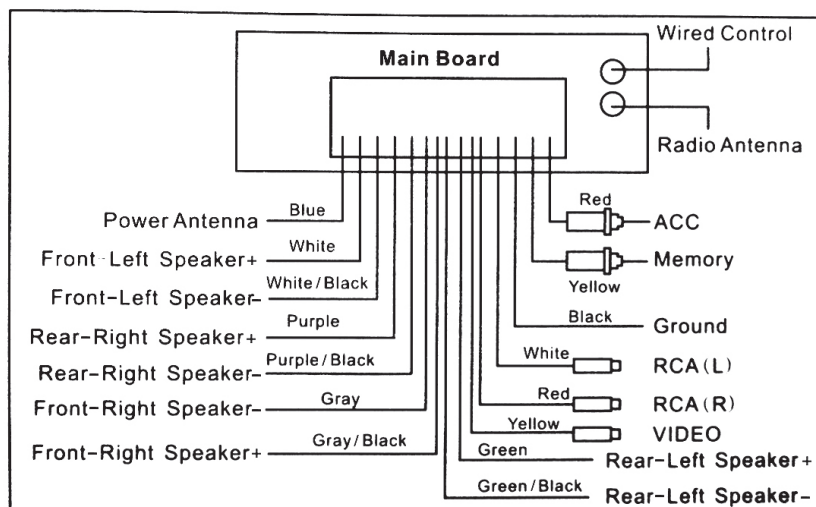 Wired Control
Main Board
Radio Antenna
Power Antenna Blue
Front-Left Speaker+ White
Front-Left Speaker- White/Black
Rear-Right Speaker+ Purple
Rear-Right Speaker- Purple/Black
Front-Right Speaker- Gray
Front-Right Speaker+ Gray/Black
Red ACC
Memory
Yellow
Black Ground
White RCA(L)
Red RCA(R)
Yellow VIDEO
Green Rear-Left Speaker+
Green/Black Rear-Left Speaker-